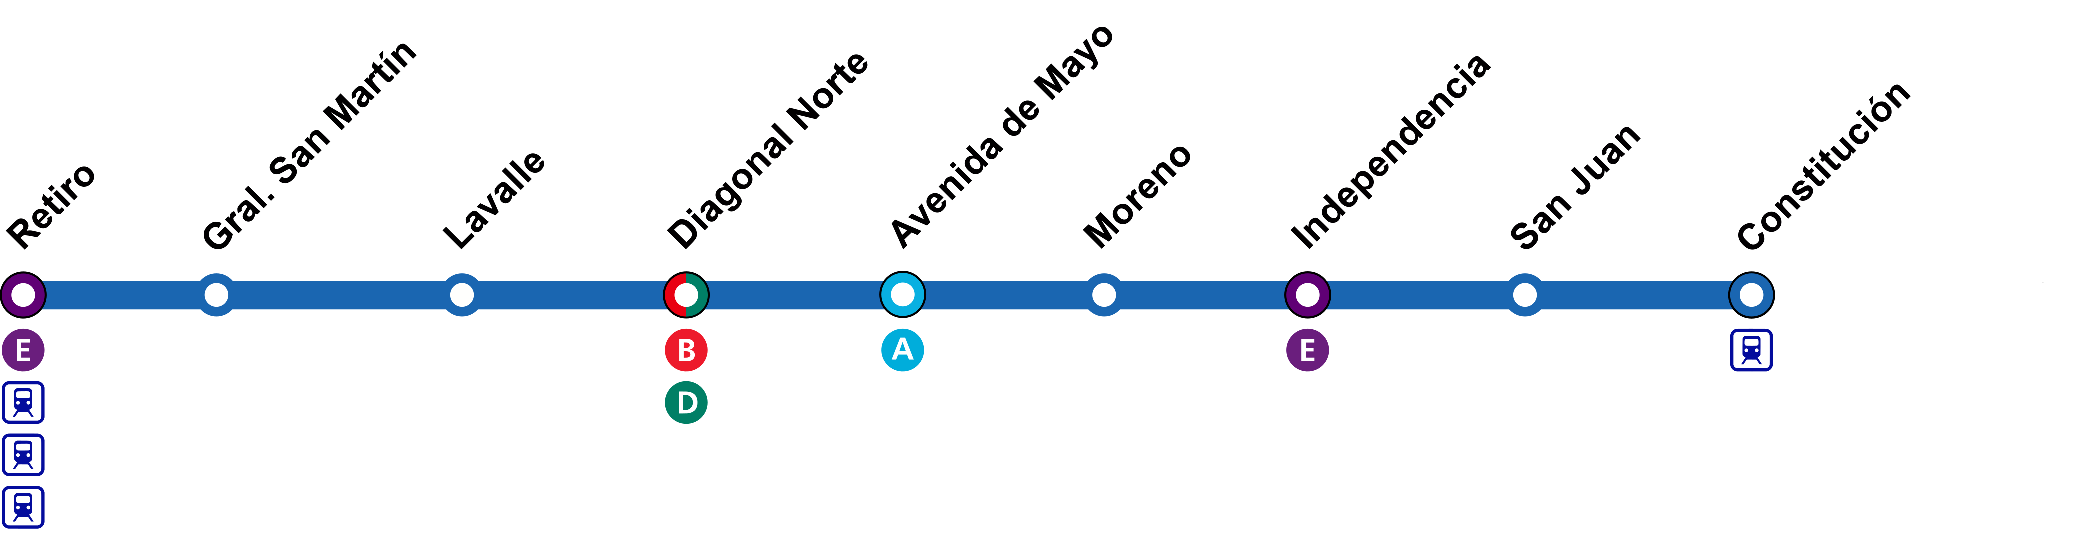 Retiro
Gral. San Martín
Lavalle
Diagonal Norte
Avenida de Mayo
Moreno
Independencia
San Juan
Constitución
E
B
A
E
D